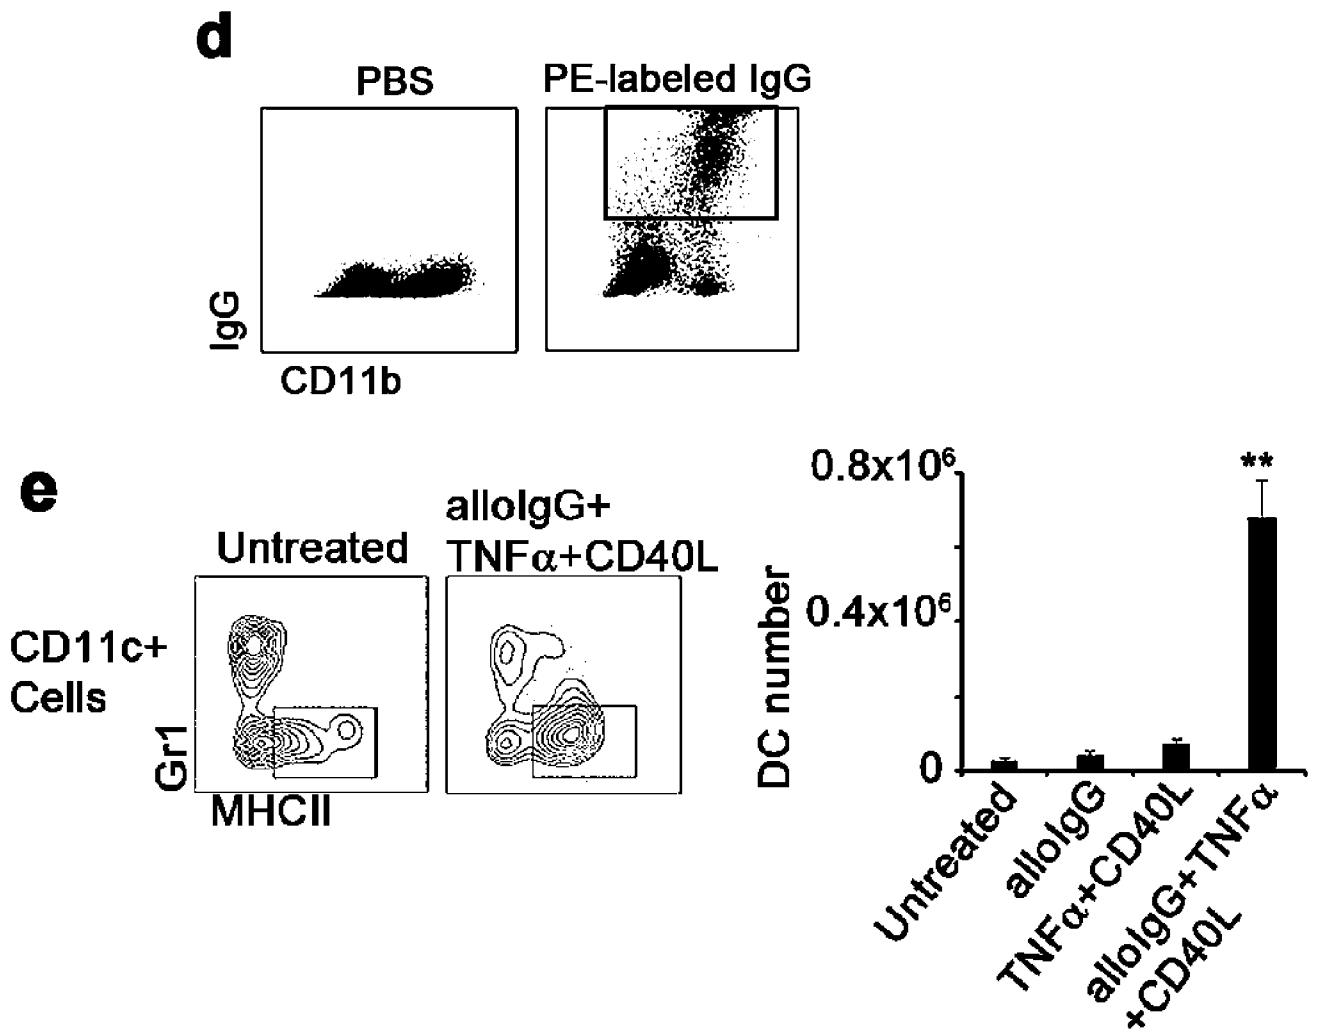 d
PBS
PE-labeled IgG
IgG
CD11b
e
Untreated
alloIgG+
TNFα+CD40L
CD11c+
Cells
Gr1
MHCII
DC number
0.8x10⁶
0.4x10⁶
0
**
Untreated
alloIgG
TNFα+CD40L
alloIgG+TNFα
+CD40L